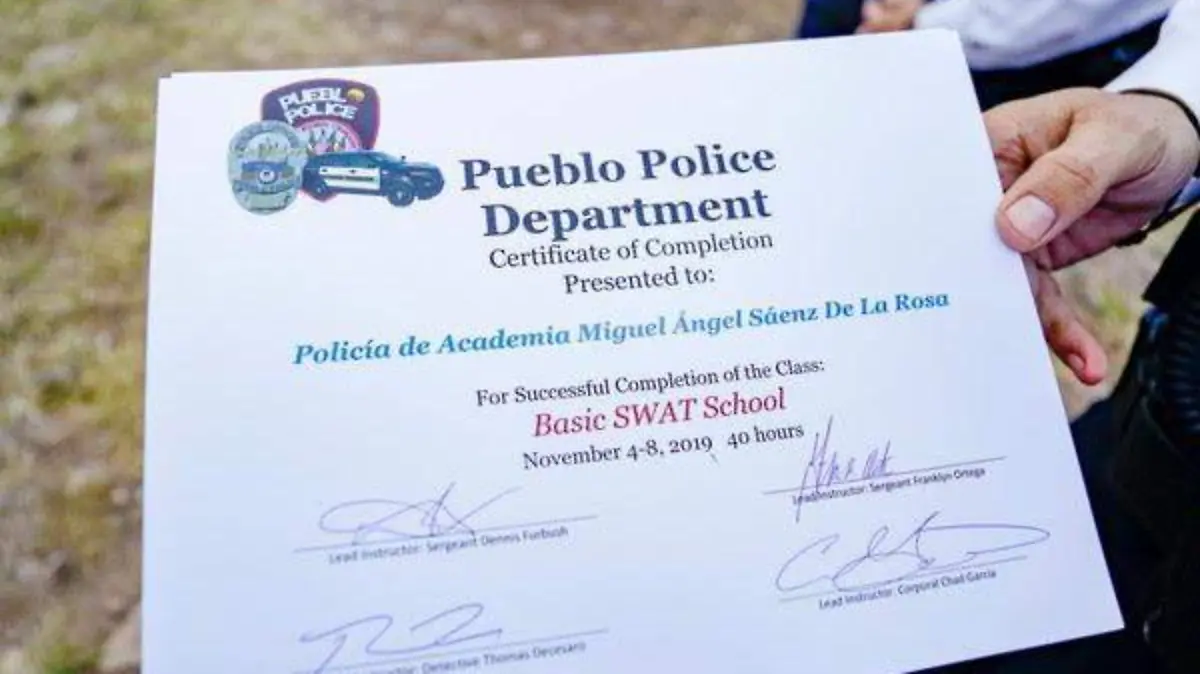 PUEBLO
POLICE
Pueblo Police
Department
Certificate of Completion
Presented to:
Policía de Academia Miguel Ángel Sáenz De La Rosa
For Successful Completion of the Class:
Basic SWAT School
November 4-8, 2019 40 hours
Lead Instructor: Sergeant Franklyn Ortega
Lead Instructor: Sergeant Dennis Furbush
Lead Instructor: Corporal Chad Garcia
Detective Thomas Decesaro